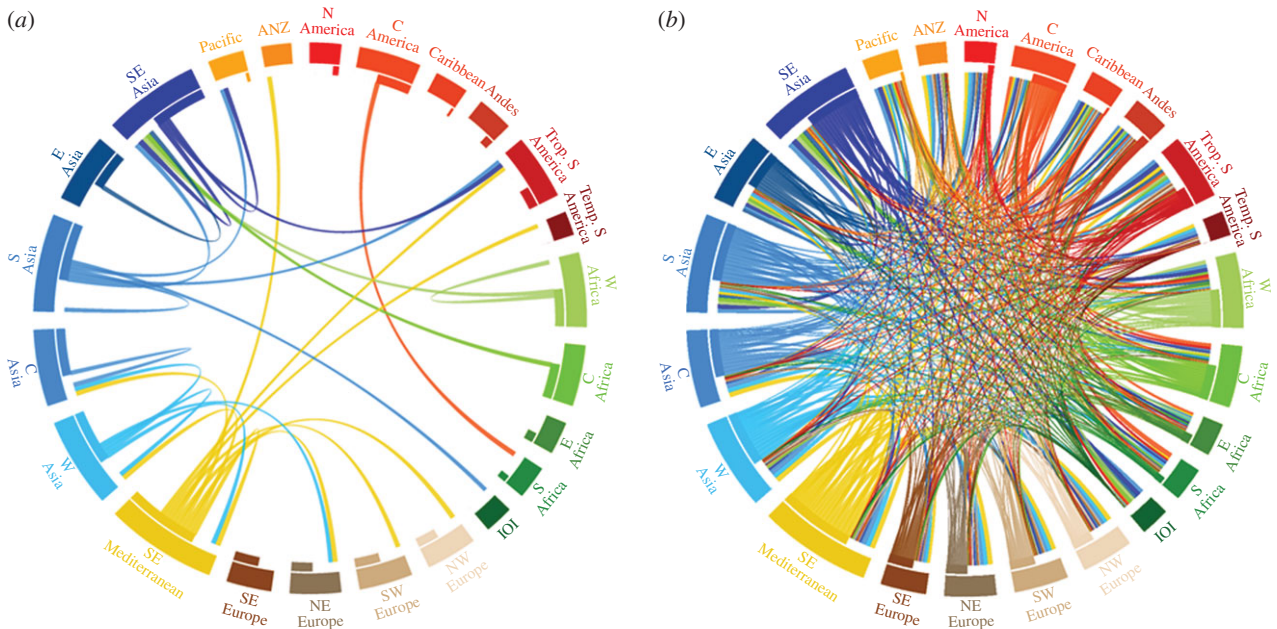 (a)
Pacific
ANZ
N
America
C
America
Caribbean
Andes
Trop. S
America
Temp. S
America
W
Africa
C
Africa
E
Africa
S
Africa
IOI
NW
Europe
SW
Europe
NE
Europe
SE
Europe
SE
Mediterranean
W
Asia
C
Asia
S
Asia
E
Asia
SE
Asia
(b)
Pacific
ANZ
N
America
C
America
Caribbean
Andes
Trop. S
America
Temp. S
America
W
Africa
C
Africa
E
Africa
S
Africa
IOI
NW
Europe
SW
Europe
NE
Europe
SE
Europe
SE
Mediterranean
W
Asia
C
Asia
S
Asia
E
Asia
SE
Asia